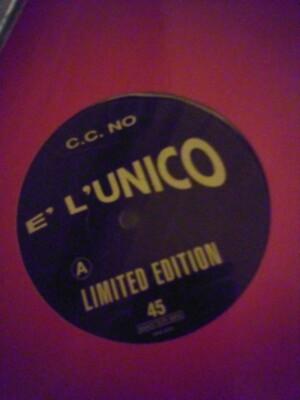 C.C. NO
E' L'UNICO
A
LIMITED EDITION
45